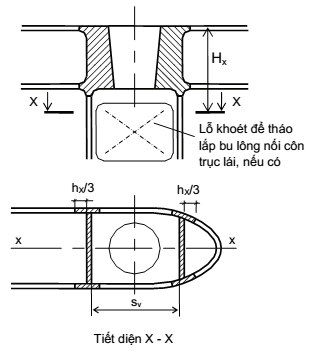 Hₓ
X
X
Lỗ khoét để tháo
lắp bu lông nối côn
trục lái, nếu có
hₓ/3
hₓ/3
x
x
sᵥ
Tiết diện X - X